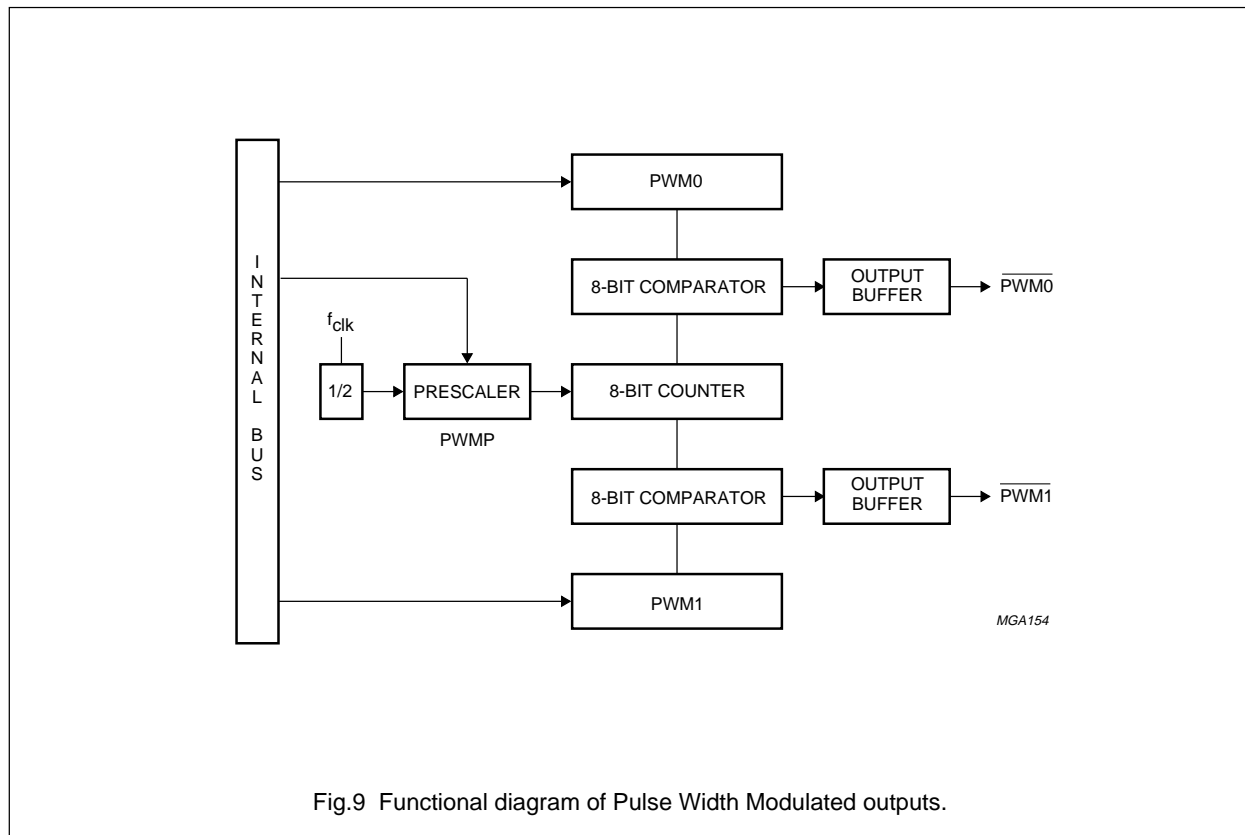 INTERNAL BUS
PWM0
8-BIT COMPARATOR
OUTPUT
BUFFER
PWM0
fclk
1/2
PRESCALER
8-BIT COUNTER
PWMP
8-BIT COMPARATOR
OUTPUT
BUFFER
PWM1
PWM1
MGA154
Fig.9 Functional diagram of Pulse Width Modulated outputs.